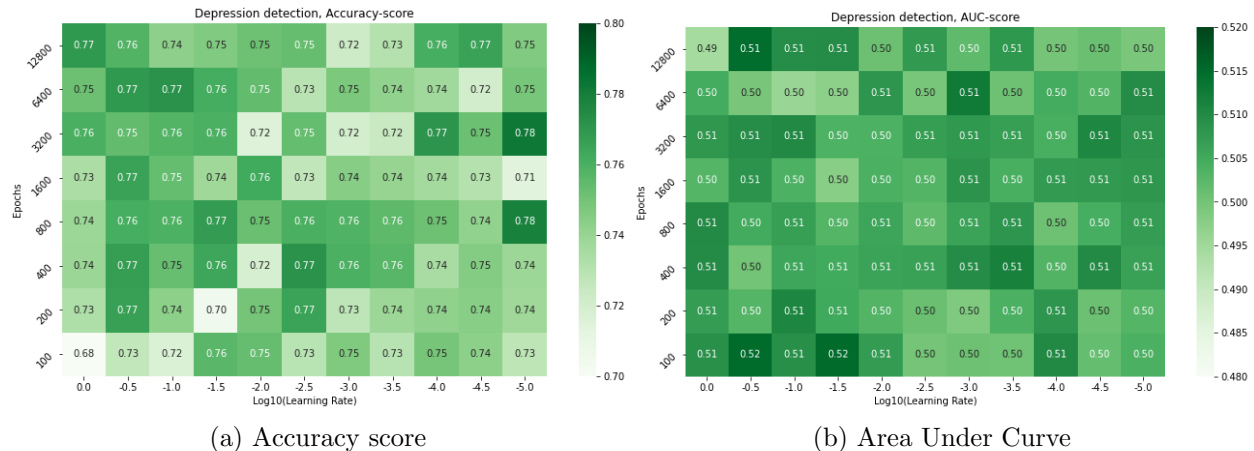 Depression detection, Accuracy-score
Epochs
12800 0.77 0.76 0.74 0.75 0.75 0.75 0.72 0.73 0.76 0.77 0.75
6400 0.75 0.77 0.77 0.76 0.75 0.73 0.75 0.74 0.74 0.72 0.75
3200 0.76 0.75 0.76 0.76 0.72 0.75 0.72 0.72 0.77 0.75 0.78
1600 0.73 0.77 0.75 0.74 0.76 0.73 0.74 0.74 0.74 0.73 0.71
800 0.74 0.76 0.76 0.77 0.75 0.76 0.76 0.76 0.75 0.74 0.78
400 0.74 0.77 0.75 0.76 0.72 0.77 0.76 0.76 0.74 0.75 0.74
200 0.73 0.77 0.74 0.70 0.75 0.77 0.73 0.74 0.74 0.74 0.74
100 0.68 0.73 0.72 0.76 0.75 0.73 0.75 0.73 0.75 0.74 0.73
0.0 -0.5 -1.0 -1.5 -2.0 -2.5 -3.0 -3.5 -4.0 -4.5 -5.0
Log10(Learning Rate)
0.80
0.78
0.76
0.74
0.72
0.70
(a) Accuracy score
Depression detection, AUC-score
Epochs
12800 0.49 0.51 0.51 0.51 0.50 0.51 0.50 0.51 0.50 0.50 0.50
6400 0.50 0.50 0.50 0.50 0.51 0.50 0.51 0.50 0.50 0.50 0.51
3200 0.51 0.51 0.51 0.50 0.50 0.50 0.51 0.51 0.50 0.51 0.51
1600 0.50 0.51 0.50 0.50 0.50 0.50 0.51 0.50 0.51 0.51 0.51
800 0.51 0.50 0.50 0.50 0.51 0.50 0.51 0.51 0.50 0.51 0.51
400 0.51 0.50 0.51 0.51 0.51 0.51 0.51 0.51 0.50 0.51 0.51
200 0.51 0.50 0.51 0.51 0.51 0.50 0.50 0.50 0.51 0.50 0.50
100 0.51 0.52 0.51 0.52 0.51 0.50 0.50 0.50 0.51 0.50 0.50
0.0 -0.5 -1.0 -1.5 -2.0 -2.5 -3.0 -3.5 -4.0 -4.5 -5.0
Log10(Learning Rate)
0.520
0.515
0.510
0.505
0.500
0.495
0.490
0.485
0.480
(b) Area Under Curve